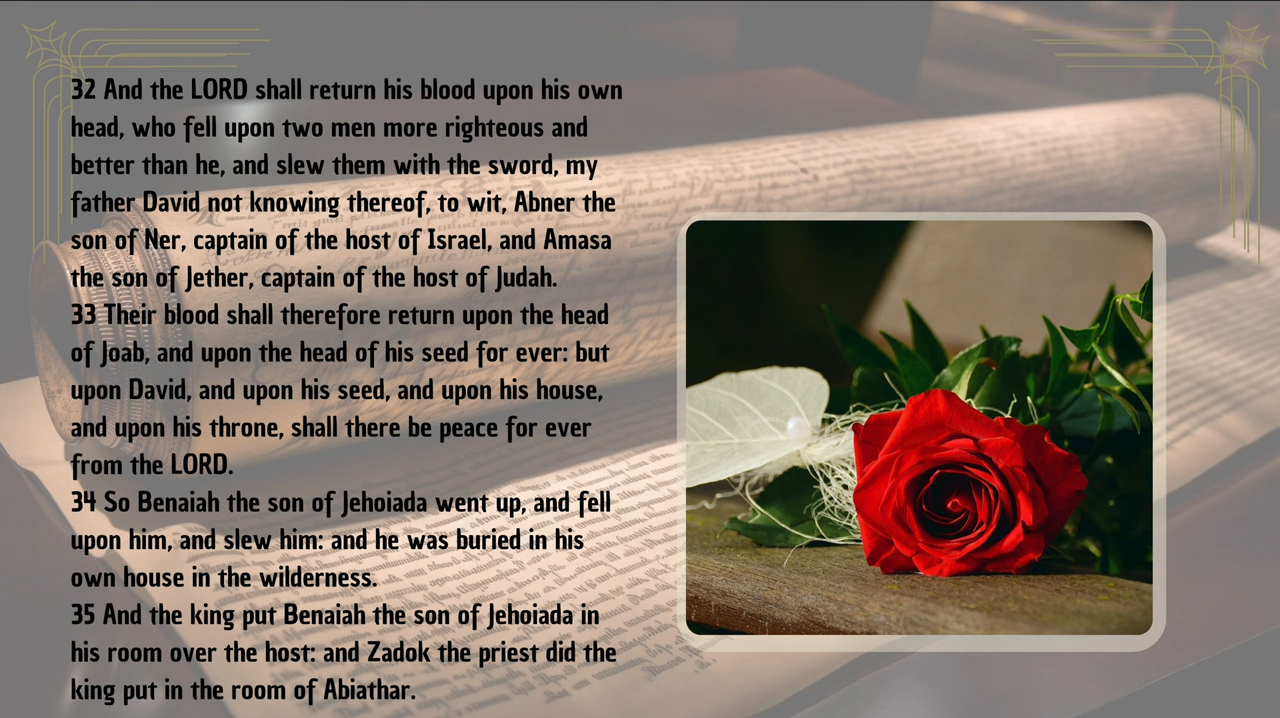 32 And the LORD shall return his blood upon his own
head, who fell upon two men more righteous and
better than he, and slew them with the sword, my
father David not knowing thereof, to wit, Abner the
son of Ner, captain of the host of Israel, and Amasa
the son of Jether, captain of the host of Judah.
33 Their blood shall therefore return upon the head
of Joab, and upon the head of his seed for ever: but
upon David, and upon his seed, and upon his house,
and upon his throne, shall there be peace for ever
from the LORD.
34 So Benaiah the son of Jehoiada went up, and fell
upon him, and slew him: and he was buried in his
own house in the wilderness.
35 And the king put Benaiah the son of Jehoiada in
his room over the host: and Zadok the priest did the
king put in the room of Abiathar.